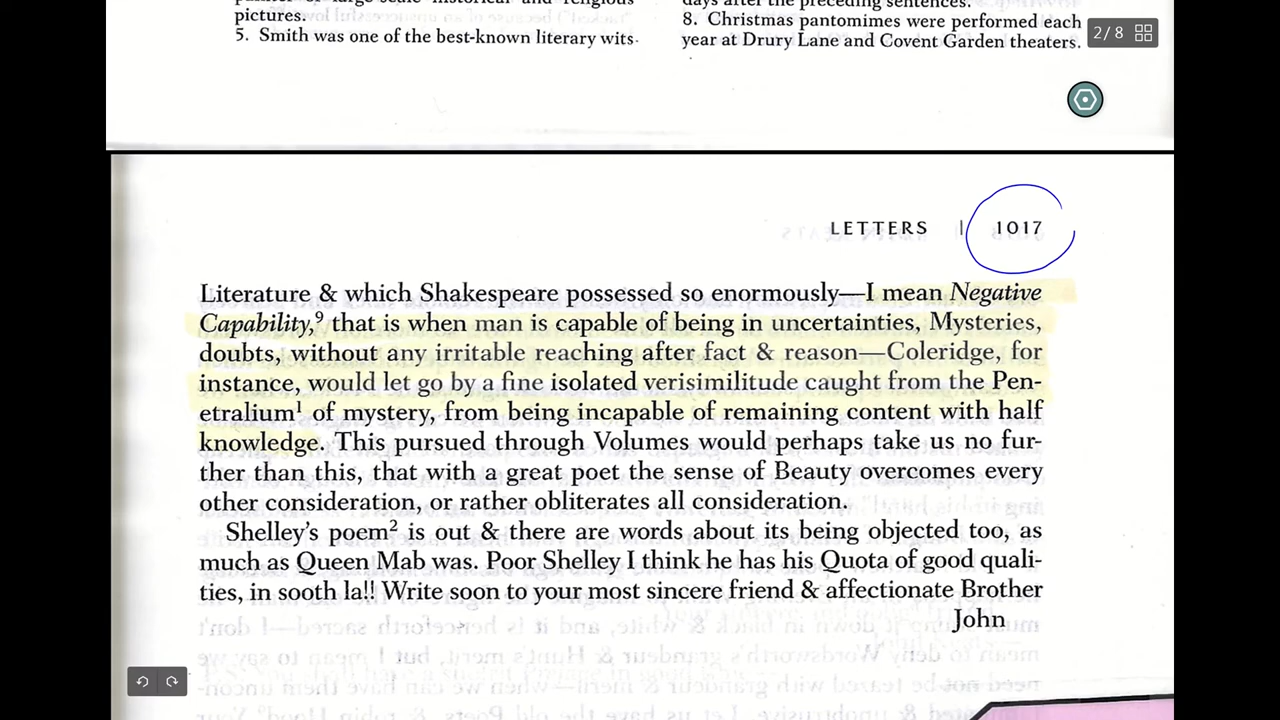 pictures.
5. Smith was one of the best-known literary wits
days after the preceding sentences.
8. Christmas pantomimes were performed each
year at Drury Lane and Covent Garden theaters.
2 / 8
LETTERS | 1017
Literature & which Shakespeare possessed so enormously—I mean Negative
Capability,⁹ that is when man is capable of being in uncertainties, Mysteries,
doubts, without any irritable reaching after fact & reason—Coleridge, for
instance, would let go by a fine isolated verisimilitude caught from the Pen-
etralium¹ of mystery, from being incapable of remaining content with half
knowledge. This pursued through Volumes would perhaps take us no fur-
ther than this, that with a great poet the sense of Beauty overcomes every
other consideration, or rather obliterates all consideration.
Shelley's poem² is out & there are words about its being objected too, as
much as Queen Mab was. Poor Shelley I think he has his Quota of good quali-
ties, in sooth la!! Write soon to your most sincere friend & affectionate Brother
John